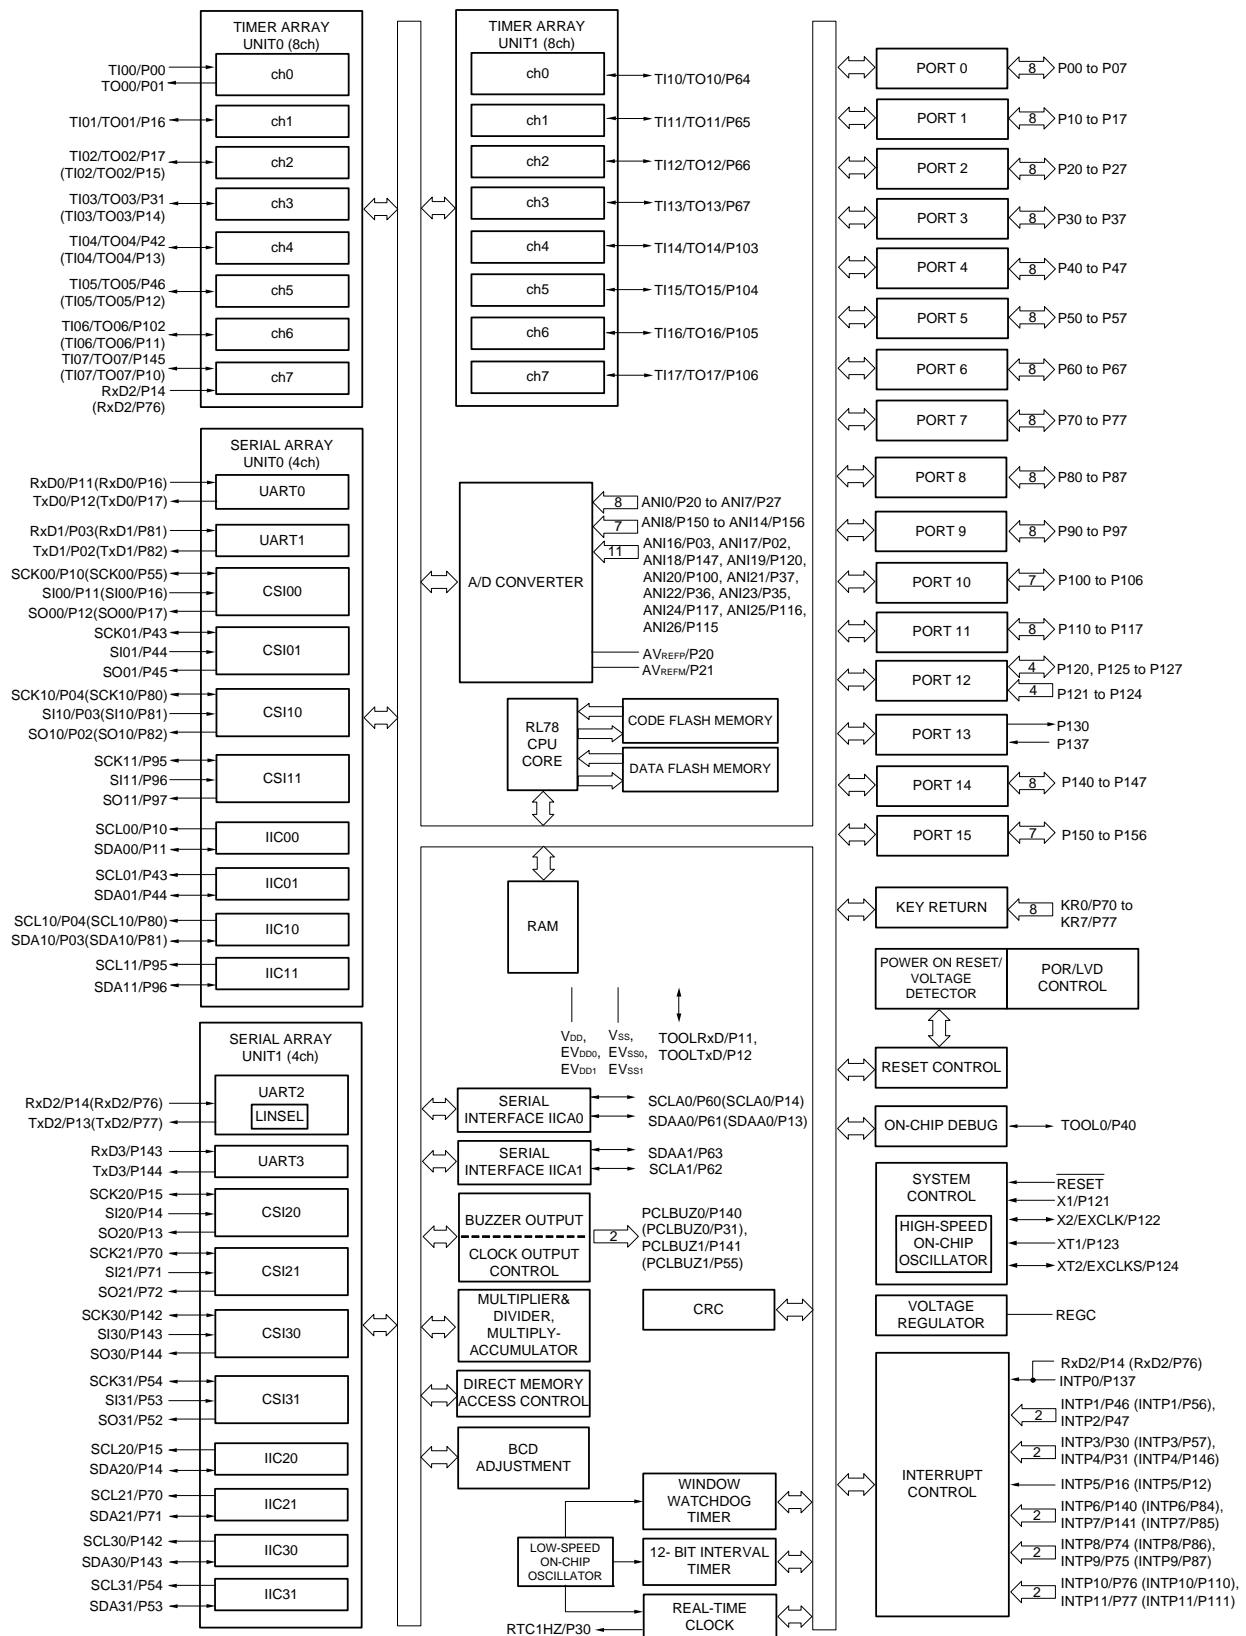 TIMER ARRAY
UNIT0 (8ch)
TI00/P00
TO00/P01
ch0
TI01/TO01/P16
ch1
TI02/TO02/P17
(TI02/TO02/P15)
ch2
TI03/TO03/P31
(TI03/TO03/P14)
ch3
TI04/TO04/P42
(TI04/TO04/P13)
ch4
TI05/TO05/P46
(TI05/TO05/P12)
ch5
TI06/TO06/P102
(TI06/TO06/P11)
ch6
TI07/TO07/P145
(TI07/TO07/P10)
RxD2/P14
(RxD2/P76)
ch7
SERIAL ARRAY
UNIT0 (4ch)
RxD0/P11(RxD0/P16)
TxD0/P12(TxD0/P17)
UART0
RxD1/P03(RxD1/P81)
TxD1/P02(TxD1/P82)
UART1
SCK00/P10(SCK00/P55)
SI00/P11(SI00/P16)
SO00/P12(SO00/P17)
CSI00
SCK01/P43
SI01/P44
SO01/P45
CSI01
SCK10/P04(SCK10/P80)
SI10/P03(SI10/P81)
SO10/P02(SO10/P82)
CSI10
SCK11/P95
SI11/P96
SO11/P97
CSI11
SCL00/P10
SDA00/P11
IIC00
SCL01/P43
SDA01/P44
IIC01
SCL10/P04(SCL10/P80)
SDA10/P03(SDA10/P81)
IIC10
SCL11/P95
SDA11/P96
IIC11
SERIAL ARRAY
UNIT1 (4ch)
RxD2/P14(RxD2/P76)
TxD2/P13(TxD2/P77)
UART2
LINSEL
RxD3/P143
TxD3/P144
UART3
SCK20/P15
SI20/P14
SO20/P13
CSI20
SCK21/P70
SI21/P71
SO21/P72
CSI21
SCK30/P142
SI30/P143
SO30/P144
CSI30
SCK31/P54
SI31/P53
SO31/P52
CSI31
SCL20/P15
SDA20/P14
IIC20
SCL21/P70
SDA21/P71
IIC21
SCL30/P142
SDA30/P143
IIC30
SCL31/P54
SDA31/P53
IIC31
TIMER ARRAY
UNIT1 (8ch)
ch0
TI10/TO10/P64
ch1
TI11/TO11/P65
ch2
TI12/TO12/P66
ch3
TI13/TO13/P67
ch4
TI14/TO14/P103
ch5
TI15/TO15/P104
ch6
TI16/TO16/P105
ch7
TI17/TO17/P106
A/D CONVERTER
8 ANI0/P20 to ANI7/P27
7 ANI8/P150 to ANI14/P156
11 ANI16/P03, ANI17/P02,
ANI18/P147, ANI19/P120,
ANI20/P100, ANI21/P37,
ANI22/P36, ANI23/P35,
ANI24/P117, ANI25/P116,
ANI26/P115
AVREFP/P20
AVREFM/P21
RL78
CPU
CORE
CODE FLASH MEMORY
DATA FLASH MEMORY
RAM
VDD,
EVDD0,
EVDD1
VSS,
EVSS0,
EVSS1
TOOLRxD/P11,
TOOLTxD/P12
SERIAL
INTERFACE IICA0
SCLA0/P60(SCLA0/P14)
SDAA0/P61(SDAA0/P13)
SERIAL
INTERFACE IICA1
SDAA1/P63
SCLA1/P62
BUZZER OUTPUT
CLOCK OUTPUT
CONTROL
2
PCLBUZ0/P140
(PCLBUZ0/P31),
PCLBUZ1/P141
(PCLBUZ1/P55)
MULTIPLIER&
DIVIDER,
MULTIPLY-
ACCUMULATOR
CRC
DIRECT MEMORY
ACCESS CONTROL
BCD
ADJUSTMENT
WINDOW
WATCHDOG
TIMER
LOW-SPEED
ON-CHIP
OSCILLATOR
12- BIT INTERVAL
TIMER
REAL-TIME
CLOCK
RTC1HZ/P30
PORT 0
8 P00 to P07
PORT 1
8 P10 to P17
PORT 2
8 P20 to P27
PORT 3
8 P30 to P37
PORT 4
8 P40 to P47
PORT 5
8 P50 to P57
PORT 6
8 P60 to P67
PORT 7
8 P70 to P77
PORT 8
8 P80 to P87
PORT 9
8 P90 to P97
PORT 10
7 P100 to P106
PORT 11
8 P110 to P117
PORT 12
4 P120, P125 to P127
4 P121 to P124
PORT 13
P130
P137
PORT 14
8 P140 to P147
PORT 15
7 P150 to P156
KEY RETURN
8 KR0/P70 to
KR7/P77
POWER ON RESET/
VOLTAGE
DETECTOR
POR/LVD
CONTROL
RESET CONTROL
ON-CHIP DEBUG
TOOL0/P40
SYSTEM
CONTROL
HIGH-SPEED
ON-CHIP
OSCILLATOR
RESET
X1/P121
X2/EXCLK/P122
XT1/P123
XT2/EXCLKS/P124
VOLTAGE
REGULATOR
REGC
INTERRUPT
CONTROL
RxD2/P14 (RxD2/P76)
INTP0/P137
2 INTP1/P46 (INTP1/P56),
INTP2/P47
2 INTP3/P30 (INTP3/P57),
INTP4/P31 (INTP4/P146)
INTP5/P16 (INTP5/P12)
2 INTP6/P140 (INTP6/P84),
INTP7/P141 (INTP7/P85)
2 INTP8/P74 (INTP8/P86),
INTP9/P75 (INTP9/P87)
2 INTP10/P76 (INTP10/P110),
INTP11/P77 (INTP11/P111)